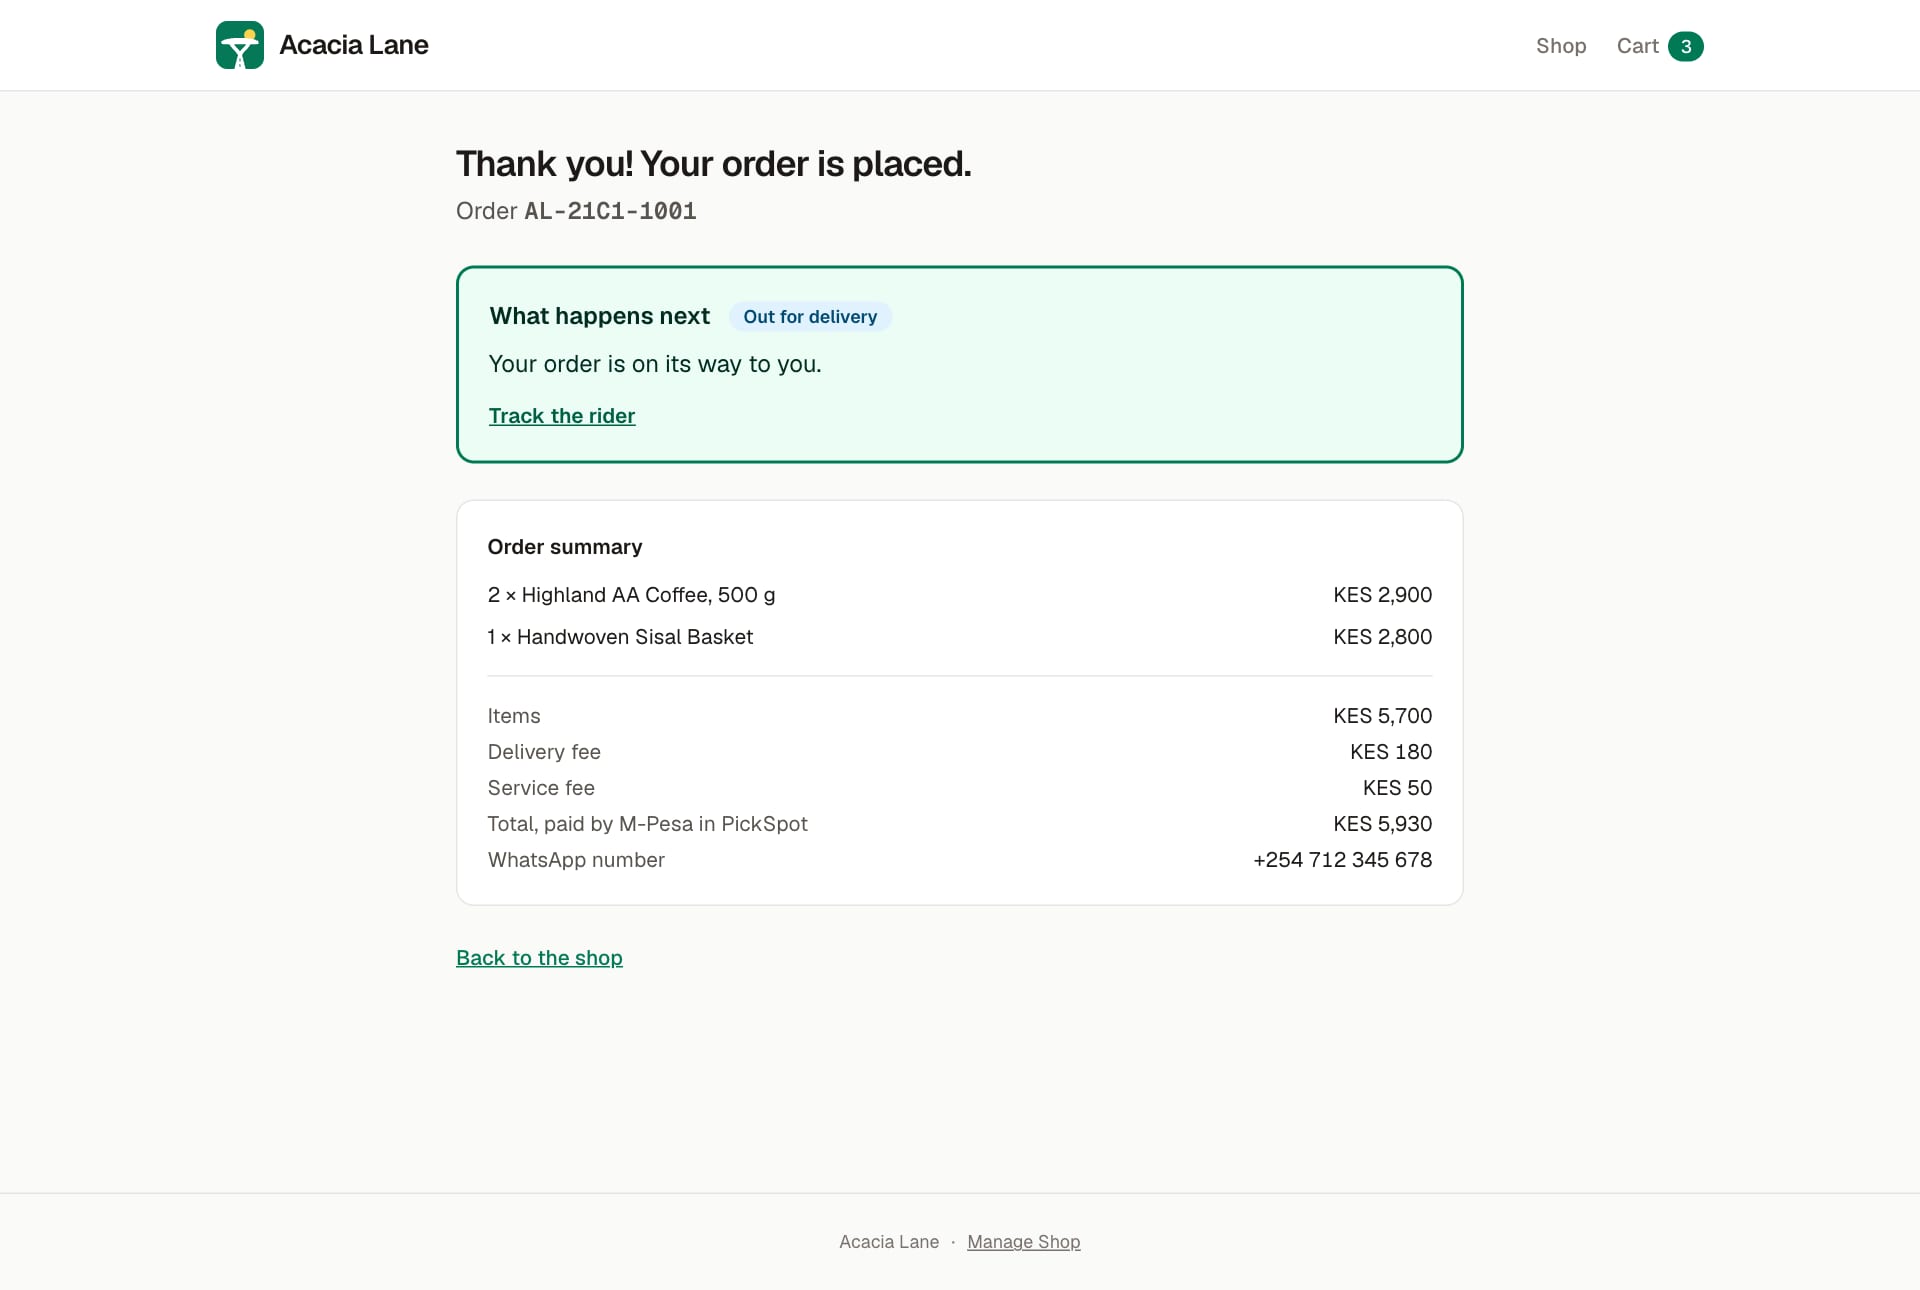 Acacia Lane
Shop
Cart 3
Thank you! Your order is placed.
Order AL-21C1-1001
What happens next
Out for delivery
Your order is on its way to you.
Track the rider
Order summary
2 × Highland AA Coffee, 500 g KES 2,900
1 × Handwoven Sisal Basket KES 2,800
Items KES 5,700
Delivery fee KES 180
Service fee KES 50
Total, paid by M-Pesa in PickSpot KES 5,930
WhatsApp number +254 712 345 678
Back to the shop
Acacia Lane · Manage Shop